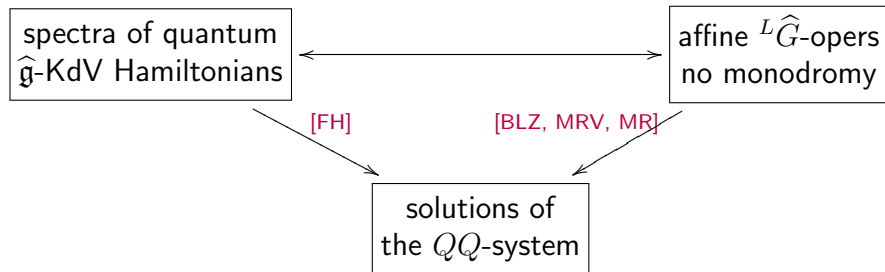 spectra of quantum
$\widehat{\mathfrak{g}}$-KdV Hamiltonians
affine $^L\widehat{G}$-opers
no monodromy
[FH]
[BLZ, MRV, MR]
solutions of
the $QQ$-system